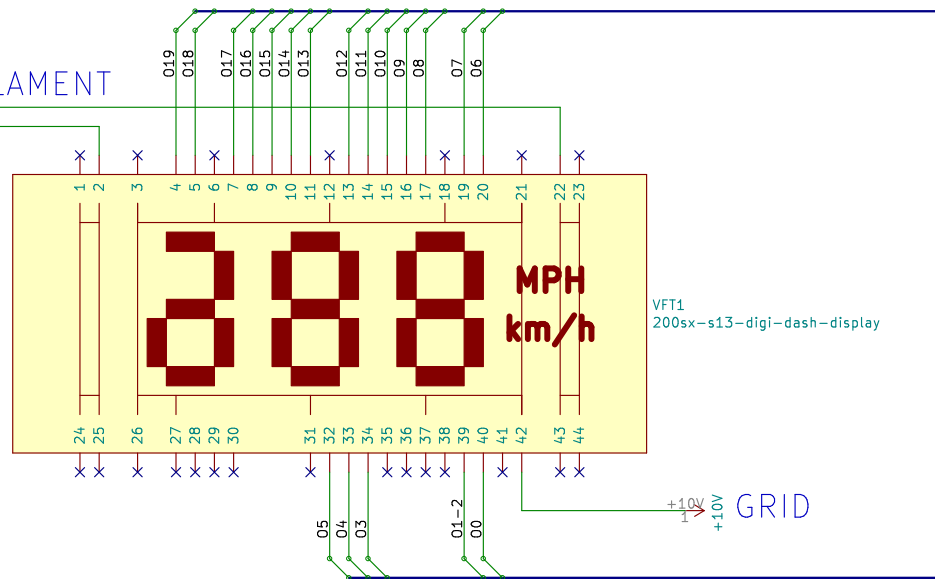 O19 O18 O17 O16 O15 O14 O13 O12 O11 O10 O9 O8 O7 O6
LAMENT
1 2 3 4 5 6 7 8 9 10 11 12 13 14 15 16 17 18 19 20 21 22 23
MPH
km/h
VFT1
200sx-s13-digi-dash-display
24 25 26 27 28 29 30 31 32 33 34 35 36 37 38 39 40 41 42 43 44
O5 O4 O3 O1-2 O0
+10V
1
+10V
GRID